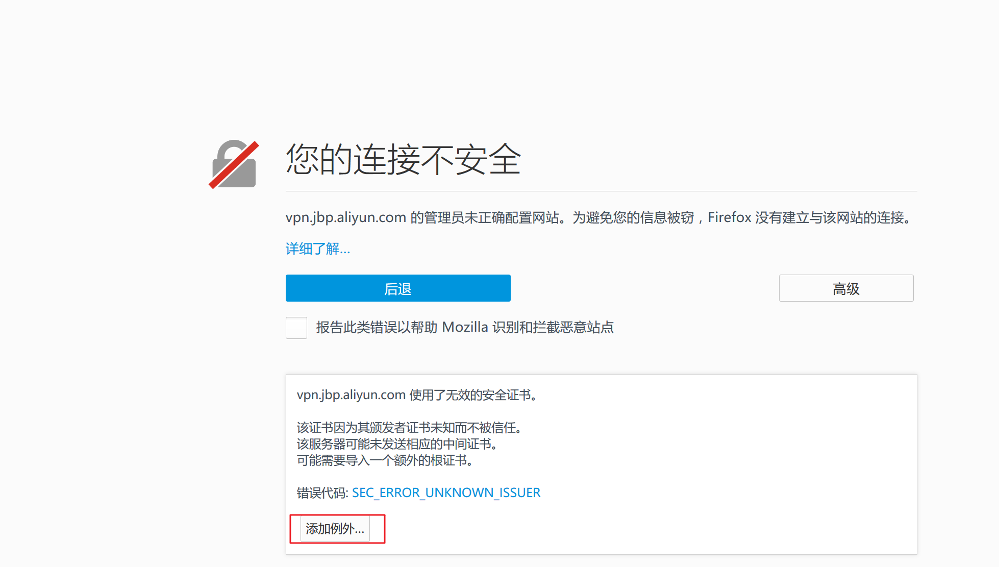 您的连接不安全
vpn.jbp.aliyun.com 的管理员未正确配置网站。为避免您的信息被窃，Firefox 没有建立与该网站的连接。
详细了解...
后退
高级
报告此类错误以帮助 Mozilla 识别和拦截恶意站点
vpn.jbp.aliyun.com 使用了无效的安全证书。
该证书因为其颁发者证书未知而不被信任。
该服务器可能未发送相应的中间证书。
可能需要导入一个额外的根证书。
错误代码: SEC_ERROR_UNKNOWN_ISSUER
添加例外...